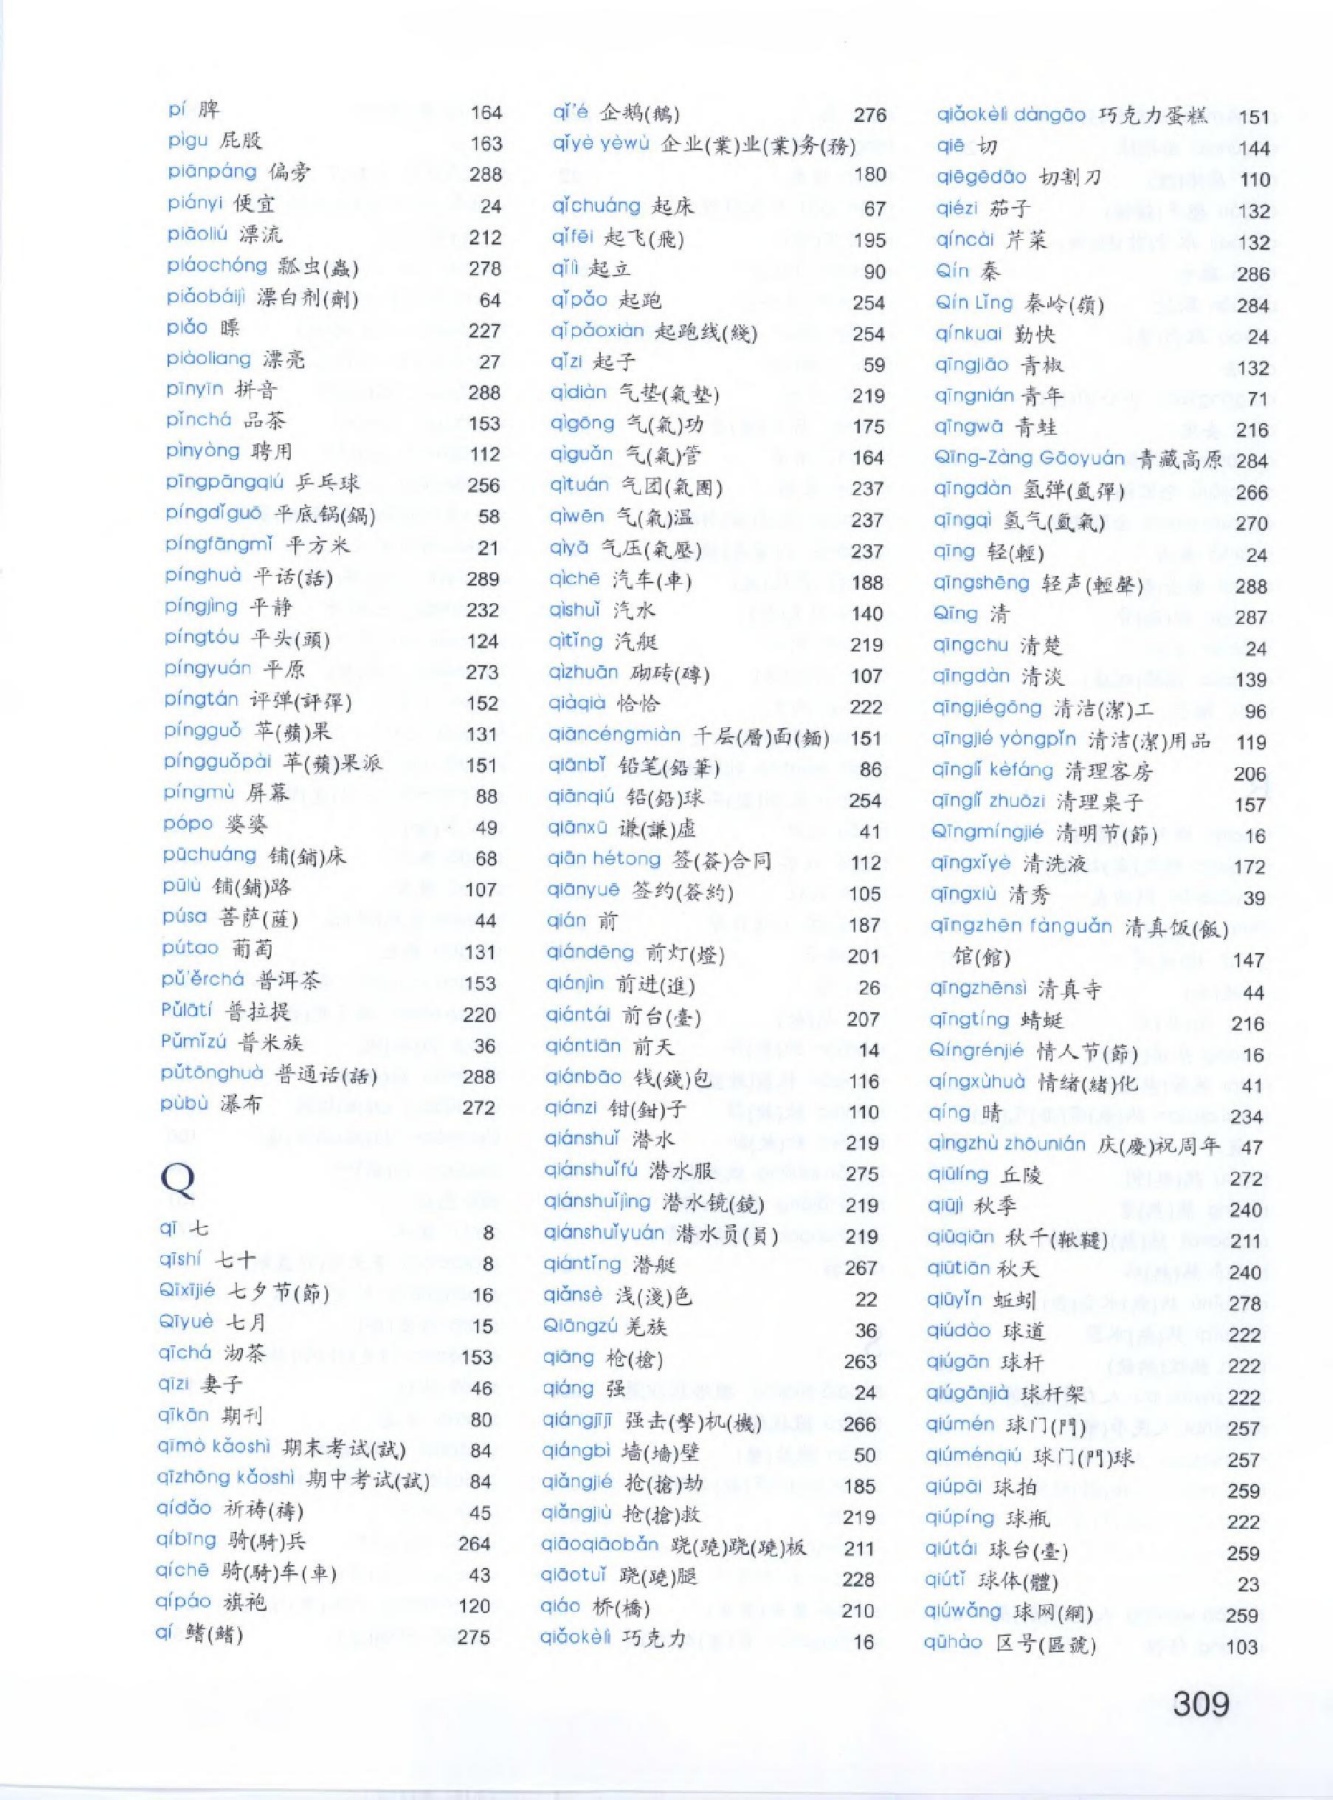 pí 脾 164
pìgu 屁股 163
piānpáng 偏旁 288
piányi 便宜 24
piāoliú 漂流 212
piáochóng 瓢虫(蟲) 278
piǎobáijì 漂白剂(劑) 64
piǎo 瞟 227
piàoliang 漂亮 27
pīnyīn 拼音 288
pǐnchá 品茶 153
pìnyòng 聘用 112
pīngpāngqiú 乒乓球 256
píngdǐguō 平底锅(鍋) 58
píngfāngmǐ 平方米 21
pínghuà 平话(話) 289
píngjìng 平静 232
píngtóu 平头(頭) 124
píngyuán 平原 273
píngtán 评弹(評彈) 152
píngguǒ 苹(蘋)果 131
píngguǒpài 苹(蘋)果派 151
píngmù 屏幕 88
pópo 婆婆 49
pūchuáng 铺(鋪)床 68
pūlù 铺(鋪)路 107
púsa 菩萨(薩) 44
pútao 葡萄 131
pǔ'ěrchá 普洱茶 153
Pǔlātí 普拉提 220
Pǔmǐzú 普米族 36
pǔtōnghuà 普通话(話) 288
pùbù 瀑布 272
Q
qī 七 8
qīshí 七十 8
Qīxījié 七夕节(節) 16
Qīyuè 七月 15
qīchá 沏茶 153
qīzi 妻子 46
qīkān 期刊 80
qīmò kǎoshì 期末考试(試) 84
qīzhōng kǎoshì 期中考试(試) 84
qídǎo 祈祷(禱) 45
qíbīng 骑(騎)兵 264
qíchē 骑(騎)车(車) 43
qípáo 旗袍 120
qí 鳍(鰭) 275
qǐ'é 企鹅(鵝) 276
qǐyè yèwù 企业(業)业(業)务(務)
180
qǐchuáng 起床 67
qǐfēi 起飞(飛) 195
qǐlì 起立 90
qǐpǎo 起跑 254
qǐpǎoxiàn 起跑线(綫) 254
qǐzi 起子 59
qìdiàn 气垫(氣墊) 219
qìgōng 气(氣)功 175
qìguǎn 气(氣)管 164
qìtuán 气团(氣團) 237
qìwēn 气(氣)温 237
qìyā 气压(氣壓) 237
qìchē 汽车(車) 188
qìshuǐ 汽水 140
qìtǐng 汽艇 219
qìzhuān 砌砖(磚) 107
qiàqià 恰恰 222
qiāncéngmiàn 千层(層)面(麵) 151
qiānbǐ 铅笔(鉛筆) 86
qiānqiú 铅(鉛)球 254
qiānxū 谦(謙)虚 41
qiān hétong 签(簽)合同 112
qiānyuē 签约(簽約) 105
qián 前 187
qiándēng 前灯(燈) 201
qiánjìn 前进(進) 26
qiántái 前台(臺) 207
qiántiān 前天 14
qiánbāo 钱(錢)包 116
qiánzi 钳(鉗)子 110
qiánshuǐ 潜水 219
qiánshuǐfú 潜水服 275
qiánshuǐjìng 潜水镜(鏡) 219
qiánshuǐyuán 潜水员(員) 219
qiántǐng 潜艇 267
qiǎnsè 浅(淺)色 22
Qiāngzú 羌族 36
qiāng 枪(槍) 263
qiáng 强 24
qiángjījī 强击(擊)机(機) 266
qiángbì 墙(墻)壁 50
qiǎngjié 抢(搶)劫 185
qiǎngjiù 抢(搶)救 219
qiāoqiāobǎn 跷(蹺)跷(蹺)板 211
qiāotuǐ 跷(蹺)腿 228
qiáo 桥(橋) 210
qiǎokèlì 巧克力 16
qiǎokèlì dàngāo 巧克力蛋糕 151
qiē 切 144
qiēgēdāo 切割刀 110
qiézi 茄子 132
qíncài 芹菜 132
Qín 秦 286
Qín Lǐng 秦岭(嶺) 284
qínkuai 勤快 24
qīngjiāo 青椒 132
qīngnián 青年 71
qīngwā 青蛙 216
Qīng-Zàng Gāoyuán 青藏高原 284
qīngdàn 氢弹(氫彈) 266
qīngqì 氢气(氫氣) 270
qīng 轻(輕) 24
qīngshēng 轻声(輕聲) 288
Qīng 清 287
qīngchu 清楚 24
qīngdàn 清淡 139
qīngjiégōng 清洁(潔)工 96
qīngjié yòngpǐn 清洁(潔)用品 119
qīnglǐ kèfáng 清理客房 206
qīnglǐ zhuōzi 清理桌子 157
Qīngmíngjié 清明节(節) 16
qīngxǐyè 清洗液 172
qīngxiù 清秀 39
qīngzhēn fànguǎn 清真饭(飯)
馆(館) 147
qīngzhēnsì 清真寺 44
qīngtíng 蜻蜓 216
Qíngrénjié 情人节(節) 16
qíngxùhuà 情绪(緒)化 41
qíng 晴 234
qìngzhù zhōunián 庆(慶)祝周年 47
qiūlíng 丘陵 272
qiūjì 秋季 240
qiūqiān 秋千(鞦韆) 211
qiūtiān 秋天 240
qiūyǐn 蚯蚓 278
qiúdào 球道 222
qiúgān 球杆 222
qiúgānjià 球杆架 222
qiúmén 球门(門) 257
qiúménqiú 球门(門)球 257
qiúpāi 球拍 259
qiúpíng 球瓶 222
qiútái 球台(臺) 259
qiútǐ 球体(體) 23
qiúwǎng 球网(網) 259
qūhào 区号(區號) 103
309